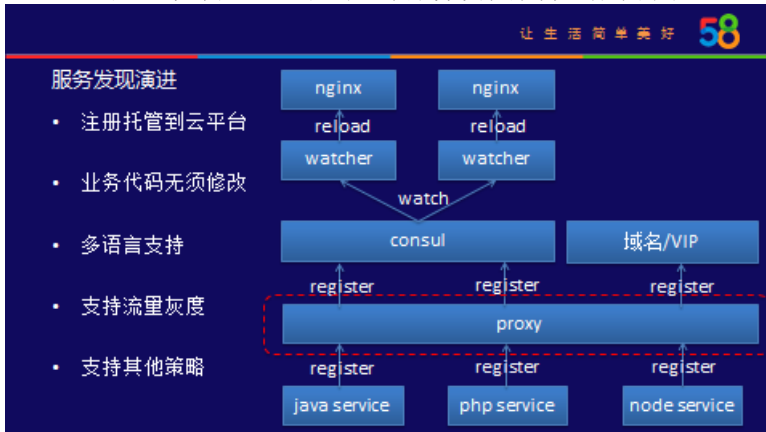 让生活简单美好 58
服务发现演进
• 注册托管到云平台
• 业务代码无须修改
• 多语言支持
• 支持流量灰度
• 支持其他策略
nginx nginx
reload reload
watcher watcher
watch
consul 域名/VIP
register register register
proxy
register register register
java service php service node service